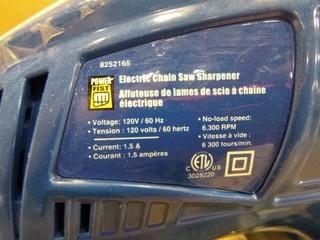 8252165
POWER
FIST
Electric Chain Saw Sharpener
Affuteuse de lames de scie à chaîne
électrique
• Voltage: 120V / 60 Hz
• Tension : 120 volts / 60 hertz
• Current: 1.5 A
• Courant : 1,5 ampères
• No-load speed:
6,300 RPM
• Vitesse à vide :
6 300 tours/min.
ETL
US
3028220